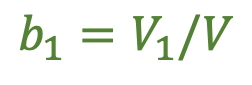 b₁ = V₁/V